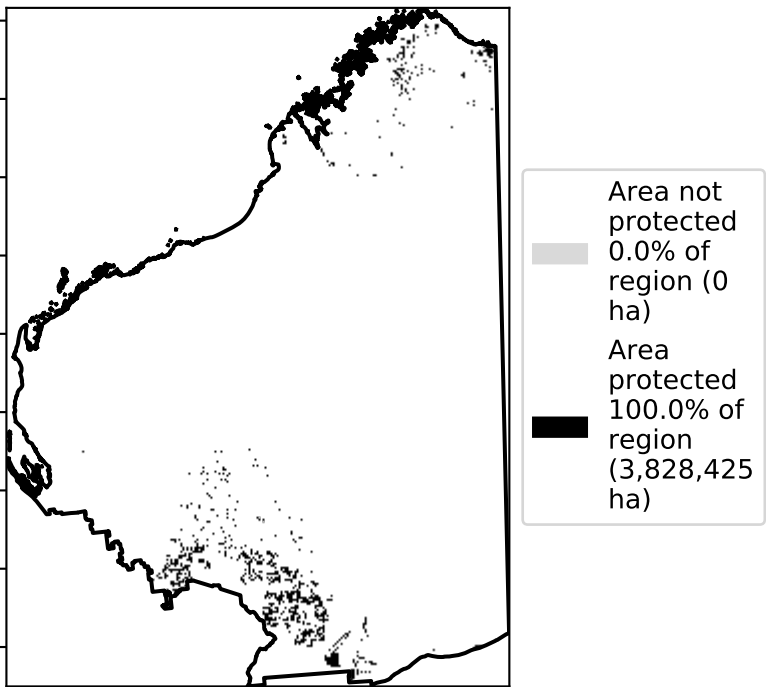 Area not
protected
0.0% of
region (0
ha)
Area
protected
100.0% of
region
(3,828,425
ha)